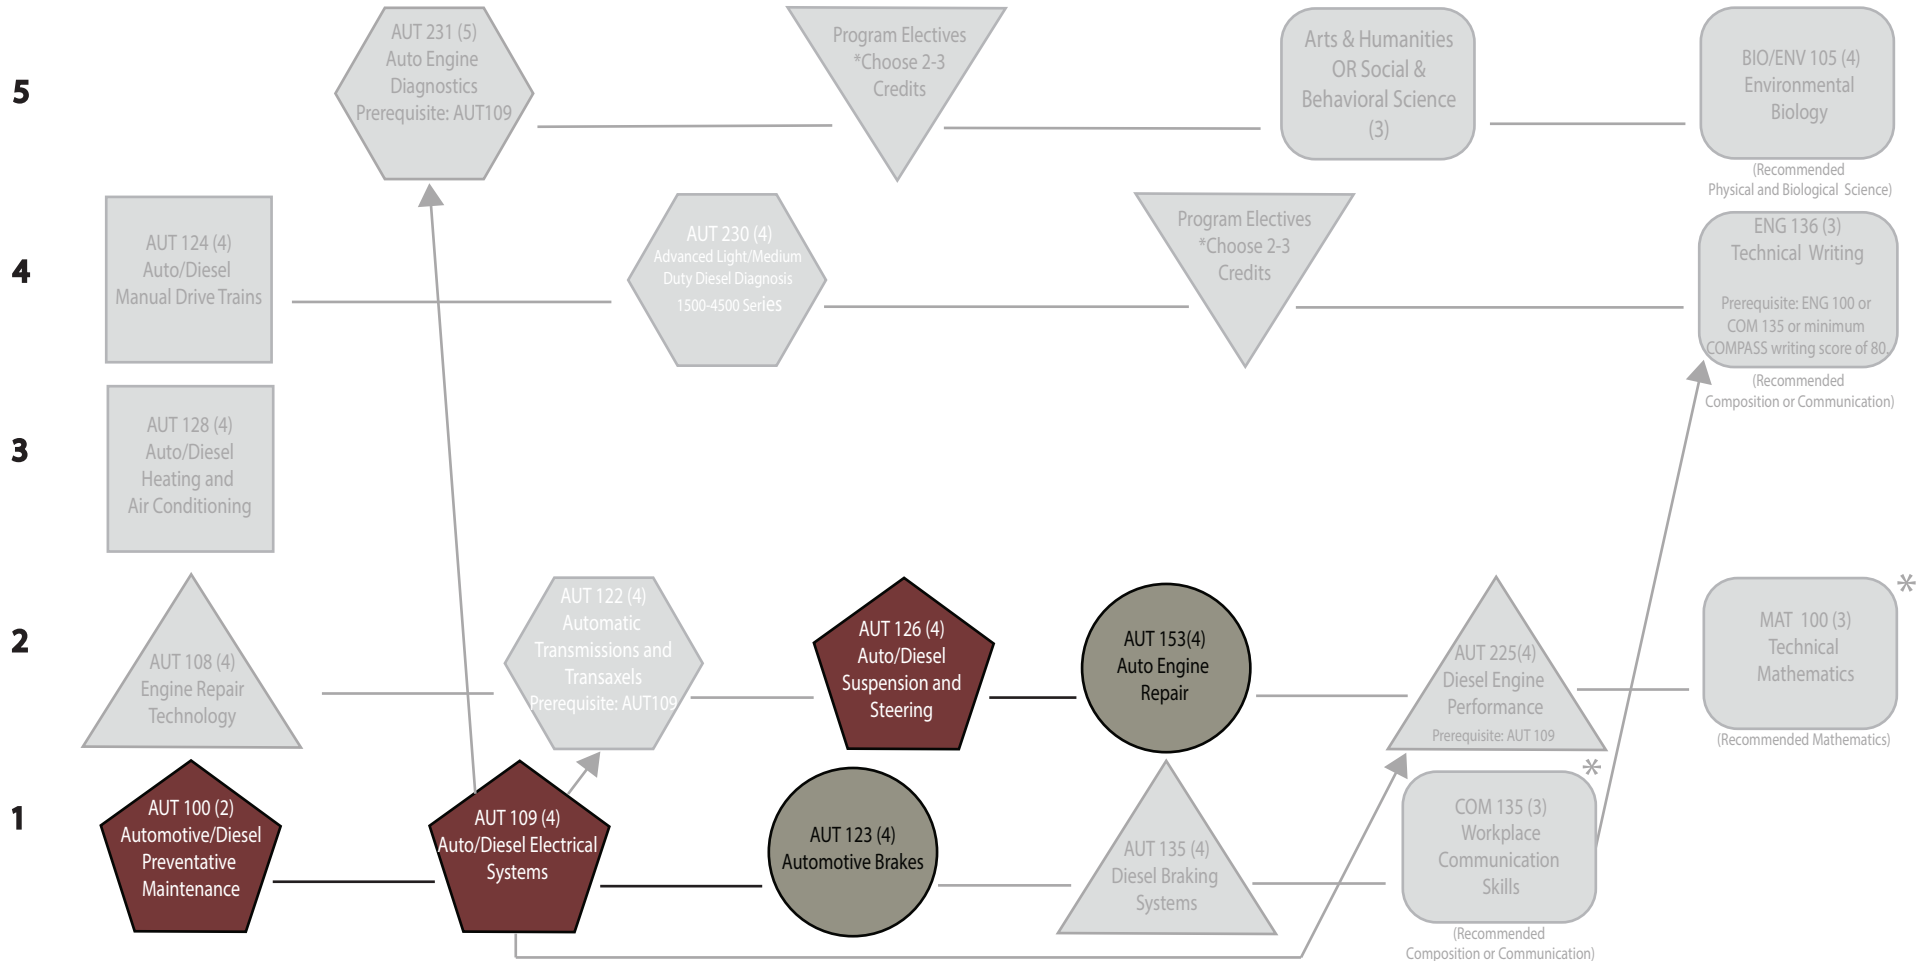 5
AUT 231 (5)
Auto Engine
Diagnostics
Prerequisite: AUT109
Program Electives
*Choose 2-3
Credits
Arts & Humanities
OR Social &
Behavioral Science
(3)
BIO/ENV 105 (4)
Environmental
Biology
(Recommended
Physical and Biological Science)
4
AUT 124 (4)
Auto/Diesel
Manual Drive Trains
AUT 230 (4)
Advanced Light/Medium
Duty Diesel Diagnosis
1500-4500 Series
Program Electives
*Choose 2-3
Credits
ENG 136 (3)
Technical Writing
Prerequisite: ENG 100 or
COM 135 or minimum
COMPASS writing score of 80.
(Recommended
Composition or Communication)
3
AUT 128 (4)
Auto/Diesel
Heating and
Air Conditioning
2
AUT 108 (4)
Engine Repair
Technology
AUT 122 (4)
Automatic
Transmissions and
Transaxels
Prerequisite: AUT109
AUT 126 (4)
Auto/Diesel
Suspension and
Steering
AUT 153(4)
Auto Engine
Repair
AUT 225(4)
Diesel Engine
Performance
Prerequisite: AUT 109
*
MAT 100 (3)
Technical
Mathematics
(Recommended Mathematics)
1
AUT 100 (2)
Automotive/Diesel
Preventative
Maintenance
AUT 109 (4)
Auto/Diesel Electrical
Systems
AUT 123 (4)
Automotive Brakes
AUT 135 (4)
Diesel Braking
Systems
*
COM 135 (3)
Workplace
Communication
Skills
(Recommended
Composition or Communication)